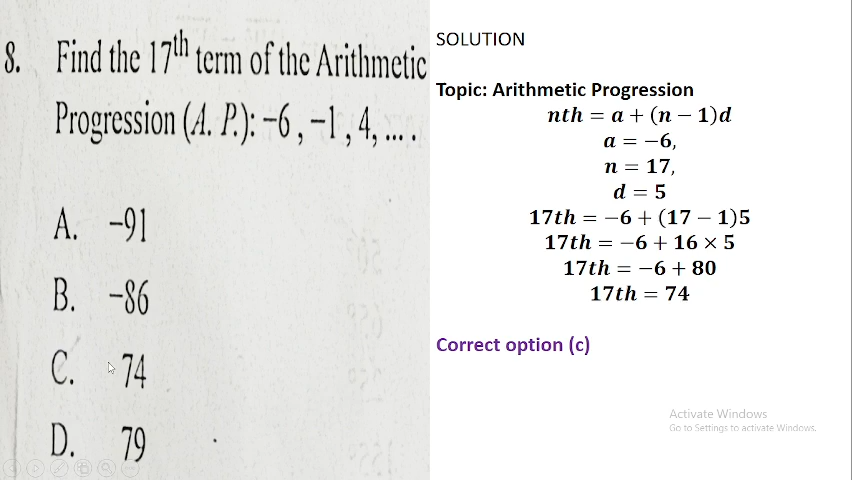 8. Find the 17th term of the Arithmetic
Progression (A. P.): −6 , −1 , 4, ... .
A. −91
B. −86
C. 74
D. 79
SOLUTION
Topic: Arithmetic Progression
nth = a + (n − 1)d
a = −6,
n = 17,
d = 5
17th = −6 + (17 − 1)5
17th = −6 + 16 × 5
17th = −6 + 80
17th = 74
Correct option (c)
Activate Windows
Go to Settings to activate Windows.